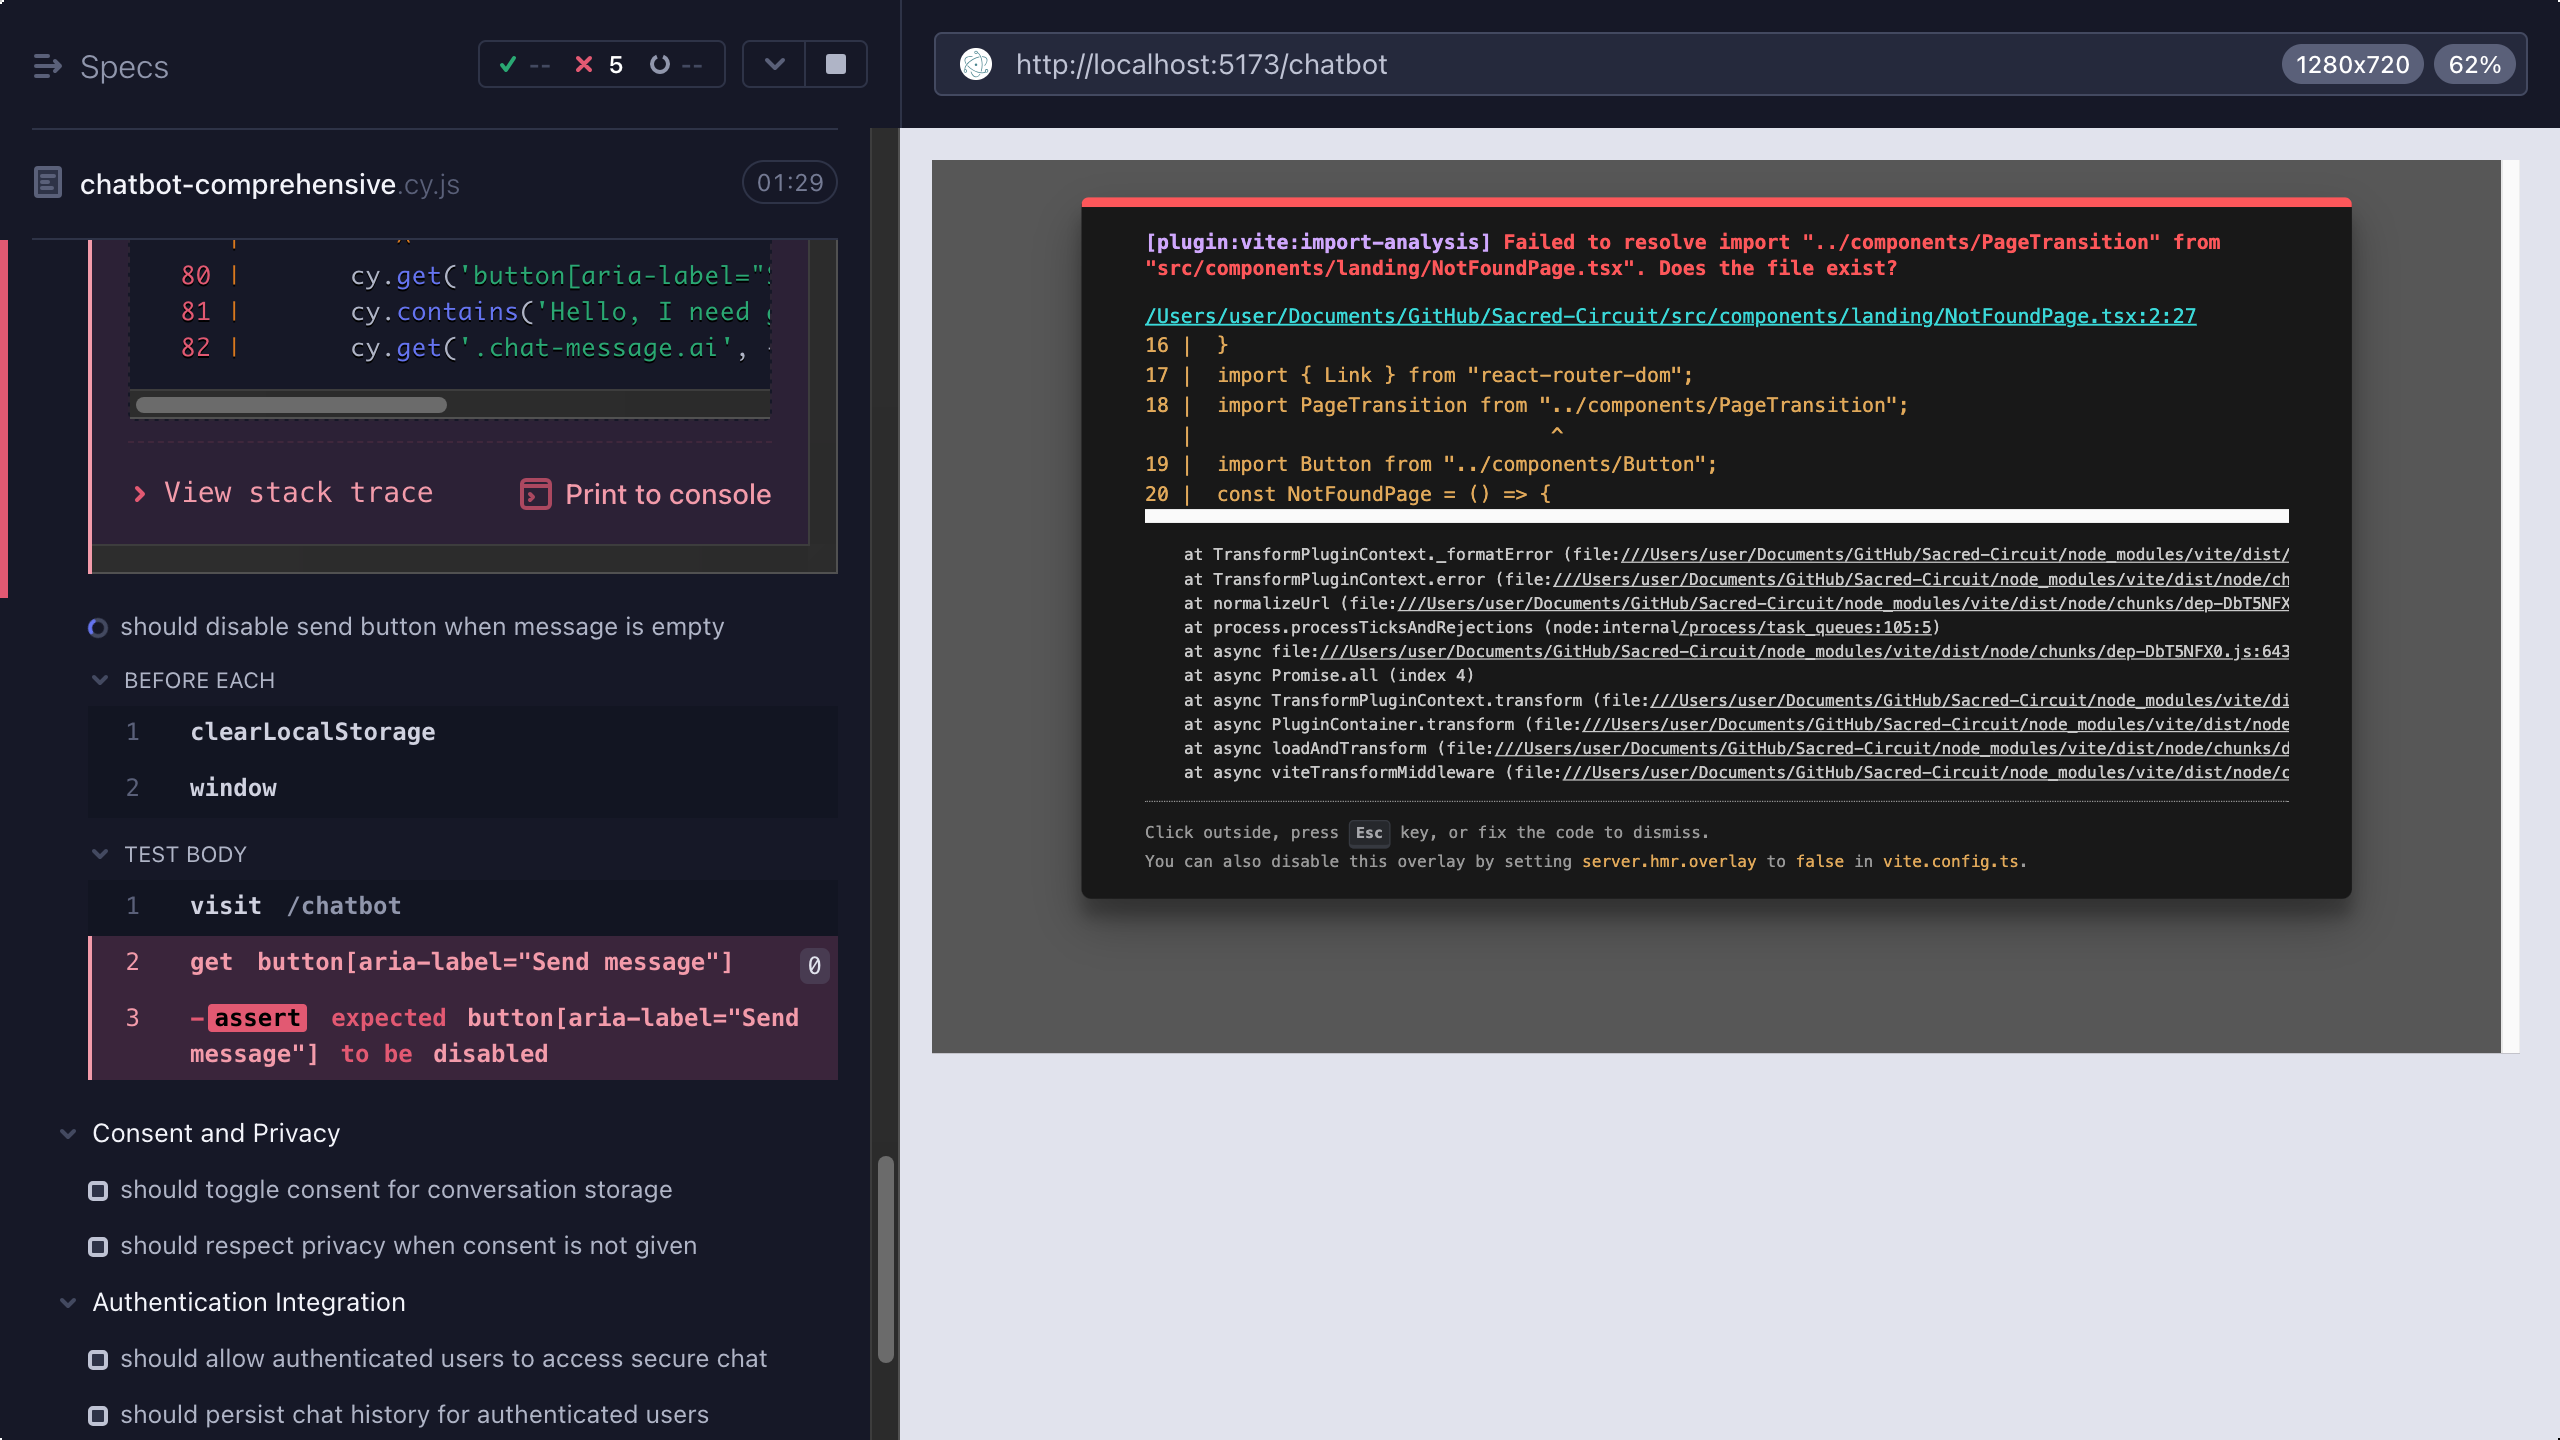 Specs
-- 5 --
http://localhost:5173/chatbot
1280x720
62%
chatbot-comprehensive.cy.js
01:29
80 | cy.get('button[aria-label="
81 | cy.contains('Hello, I need
82 | cy.get('.chat-message.ai',
View stack trace
Print to console
should disable send button when message is empty
BEFORE EACH
1 clearLocalStorage
2 window
TEST BODY
1 visit /chatbot
2 get button[aria-label="Send message"] 0
3 -assert expected button[aria-label="Send
message"] to be disabled
Consent and Privacy
should toggle consent for conversation storage
should respect privacy when consent is not given
Authentication Integration
should allow authenticated users to access secure chat
should persist chat history for authenticated users
[plugin:vite:import-analysis] Failed to resolve import "../components/PageTransition" from
"src/components/landing/NotFoundPage.tsx". Does the file exist?
/Users/user/Documents/GitHub/Sacred-Circuit/src/components/landing/NotFoundPage.tsx:2:27
16 | }
17 | import { Link } from "react-router-dom";
18 | import PageTransition from "../components/PageTransition";
| ^
19 | import Button from "../components/Button";
20 | const NotFoundPage = () => {
at TransformPluginContext._formatError (file:///Users/user/Documents/GitHub/Sacred-Circuit/node_modules/vite/dist/
at TransformPluginContext.error (file:///Users/user/Documents/GitHub/Sacred-Circuit/node_modules/vite/dist/node/ch
at normalizeUrl (file:///Users/user/Documents/GitHub/Sacred-Circuit/node_modules/vite/dist/node/chunks/dep-DbT5NFX
at process.processTicksAndRejections (node:internal/process/task_queues:105:5)
at async file:///Users/user/Documents/GitHub/Sacred-Circuit/node_modules/vite/dist/node/chunks/dep-DbT5NFX0.js:643
at async Promise.all (index 4)
at async TransformPluginContext.transform (file:///Users/user/Documents/GitHub/Sacred-Circuit/node_modules/vite/di
at async PluginContainer.transform (file:///Users/user/Documents/GitHub/Sacred-Circuit/node_modules/vite/dist/node
at async loadAndTransform (file:///Users/user/Documents/GitHub/Sacred-Circuit/node_modules/vite/dist/node/chunks/d
at async viteTransformMiddleware (file:///Users/user/Documents/GitHub/Sacred-Circuit/node_modules/vite/dist/node/c
Click outside, press Esc key, or fix the code to dismiss.
You can also disable this overlay by setting server.hmr.overlay to false in vite.config.ts.